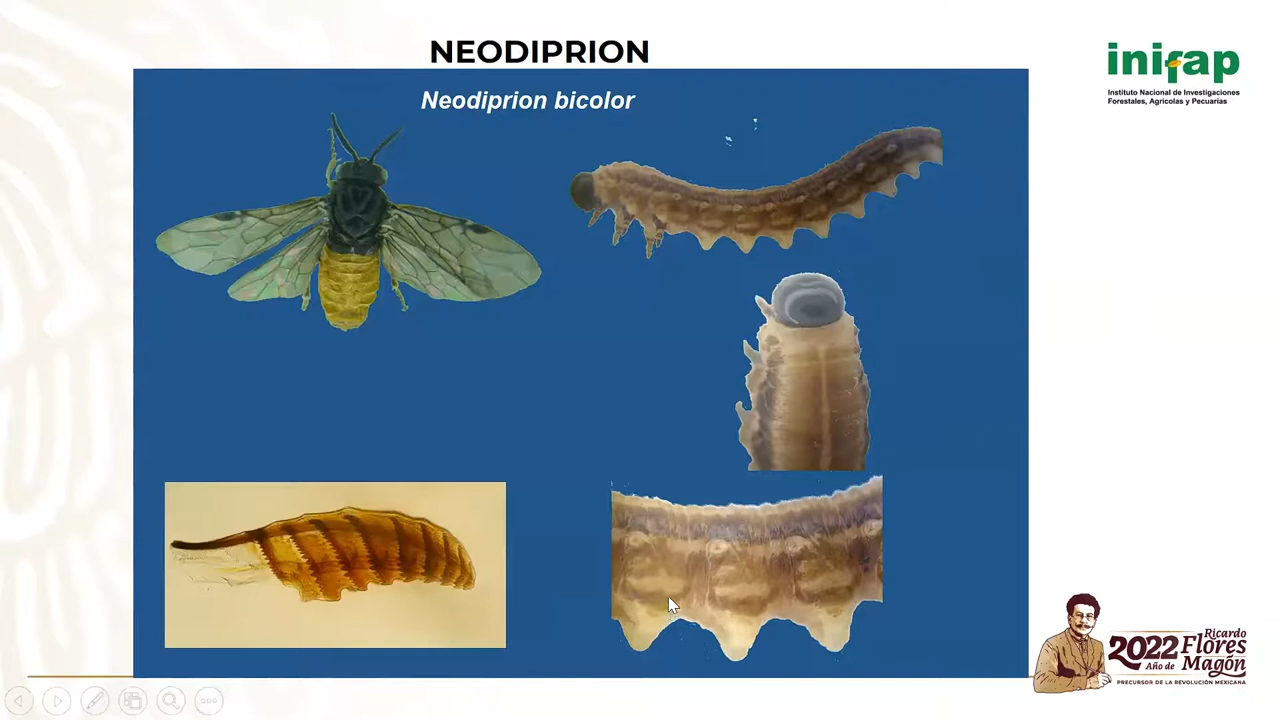 NEODIPRION
Neodiprion bicolor
inifap
Instituto Nacional de Investigaciones
Forestales, Agrícolas y Pecuarias
2022
Año de
Ricardo
Flores
Magón
PRECURSOR DE LA REVOLUCIÓN MEXICANA